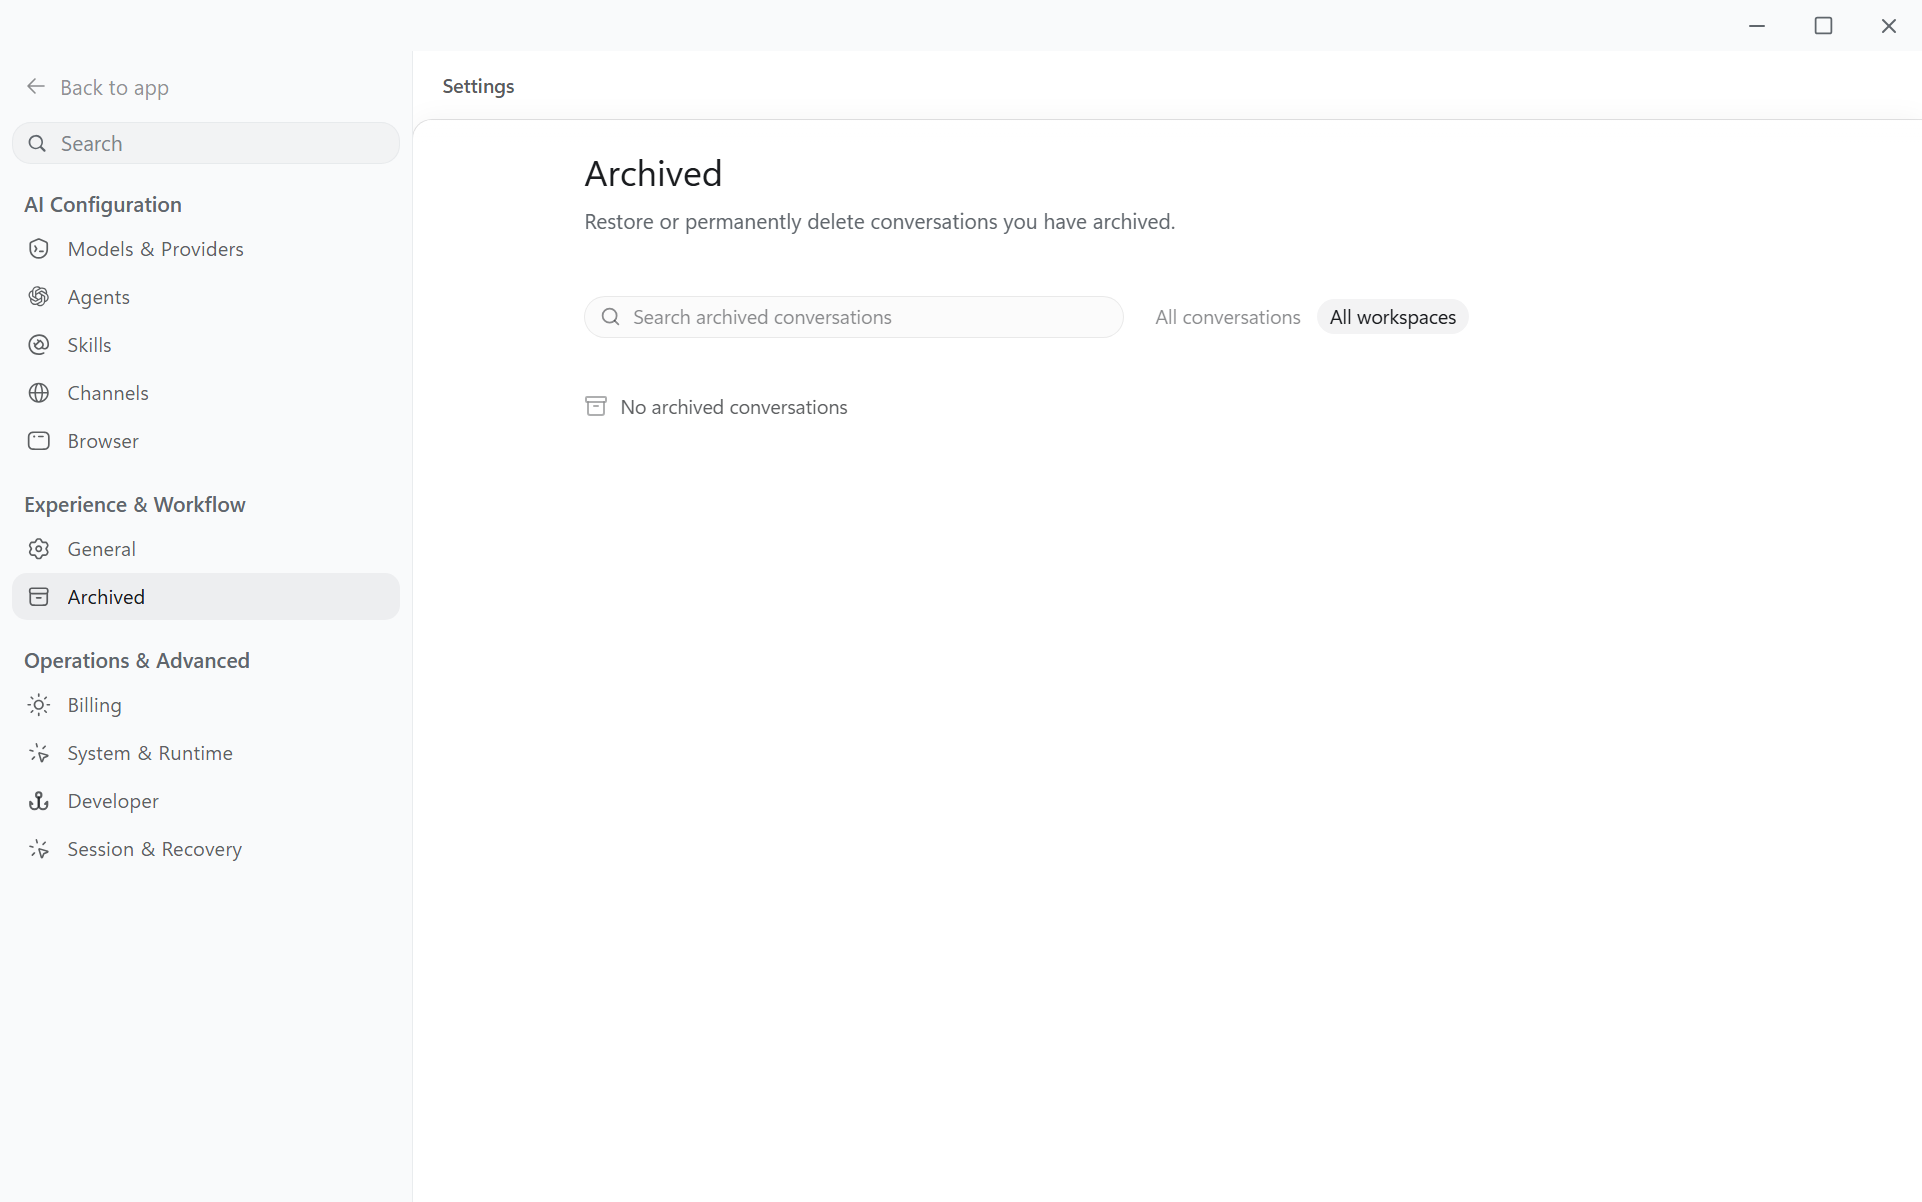 Back to app
Search
AI Configuration
Models & Providers
Agents
Skills
Channels
Browser
Experience & Workflow
General
Archived
Operations & Advanced
Billing
System & Runtime
Developer
Session & Recovery
Settings
Archived
Restore or permanently delete conversations you have archived.
Search archived conversations
All conversations
All workspaces
No archived conversations